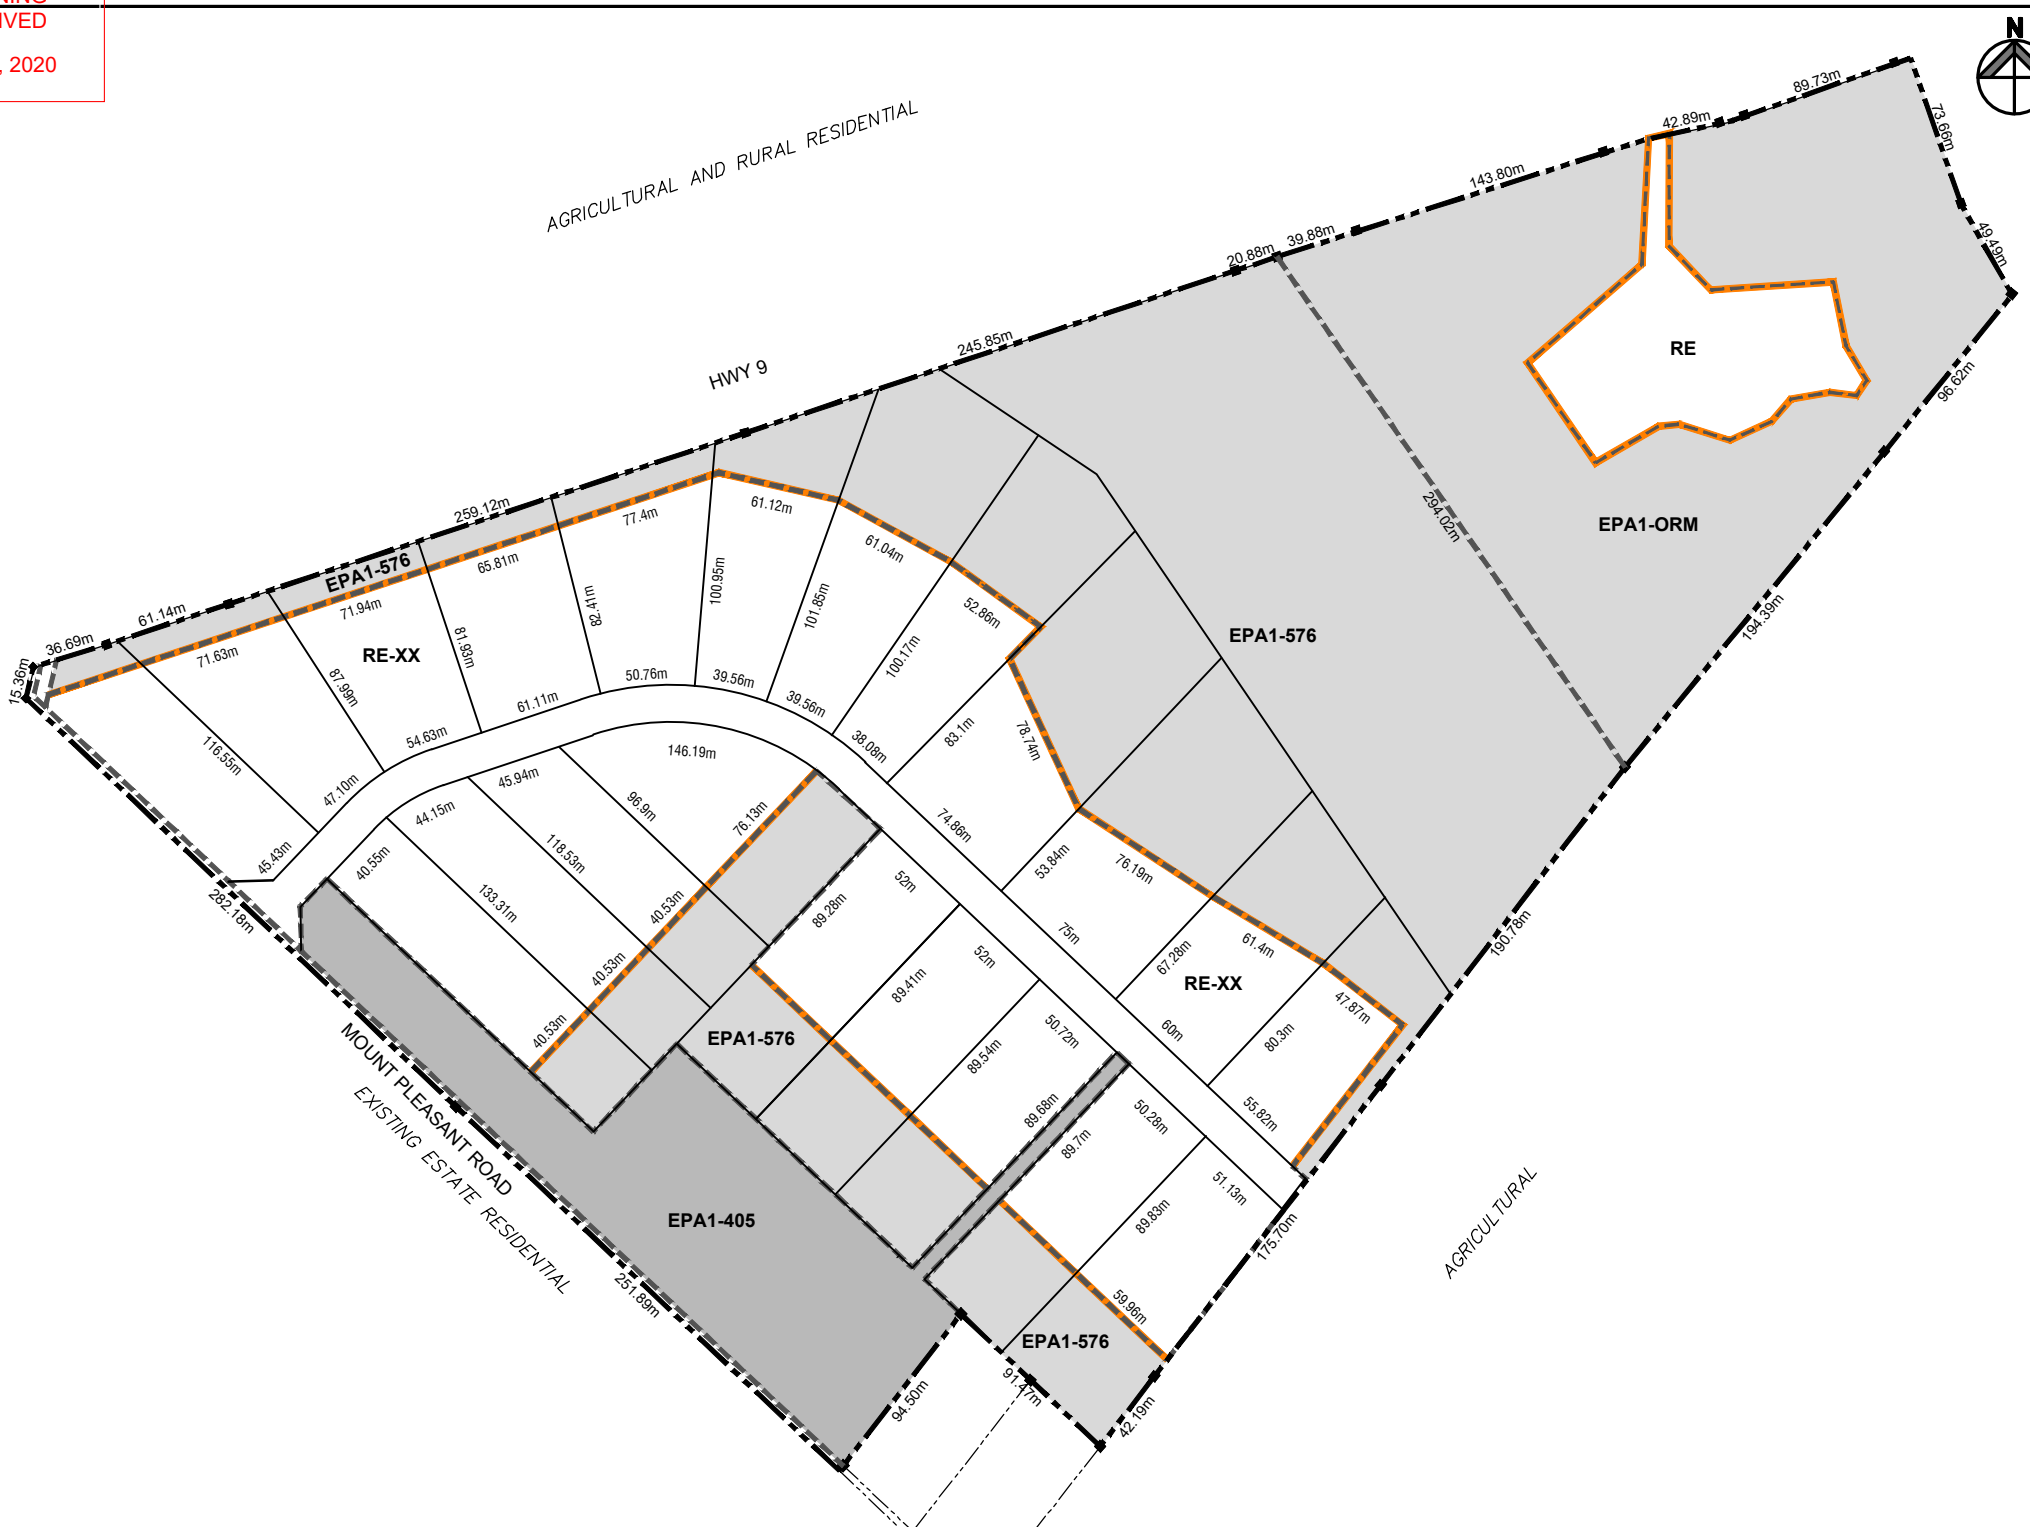 IVED
, 2020
N
AGRICULTURAL AND RURAL RESIDENTIAL
HWY 9
89.73m
42.89m
73.66m
143.80m
49.49m
39.88m
20.88m
RE
96.62m
245.85m
294.02m
EPA1-ORM
259.12m
61.12m
77.4m
61.04m
65.81m
EPA1-576
71.94m
52.86m
61.14m
36.69m
71.63m
RE-XX
15.36m
87.99m
81.93m
82.41m
100.95m
101.85m
100.17m
EPA1-576
194.39m
50.76m
39.56m
39.56m
61.11m
54.63m
38.08m
83.1m
78.74m
116.55m
47.10m
146.19m
45.94m
44.15m
96.9m
76.13m
74.86m
45.43m
40.55m
118.53m
53.84m
76.19m
133.31m
40.53m
52m
89.28m
282.18m
75m
61.4m
190.78m
67.28m
RE-XX
40.53m
89.41m
52m
47.87m
40.53m
EPA1-576
50.72m
60m
80.3m
89.54m
MOUNT PLEASANT ROAD
EXISTING ESTATE RESIDENTIAL
89.68m
50.28m
55.82m
89.7m
51.13m
EPA1-405
89.83m
175.70m
AGRICULTURAL
251.89m
59.96m
EPA1-576
91.47m
94.50m
42.19m